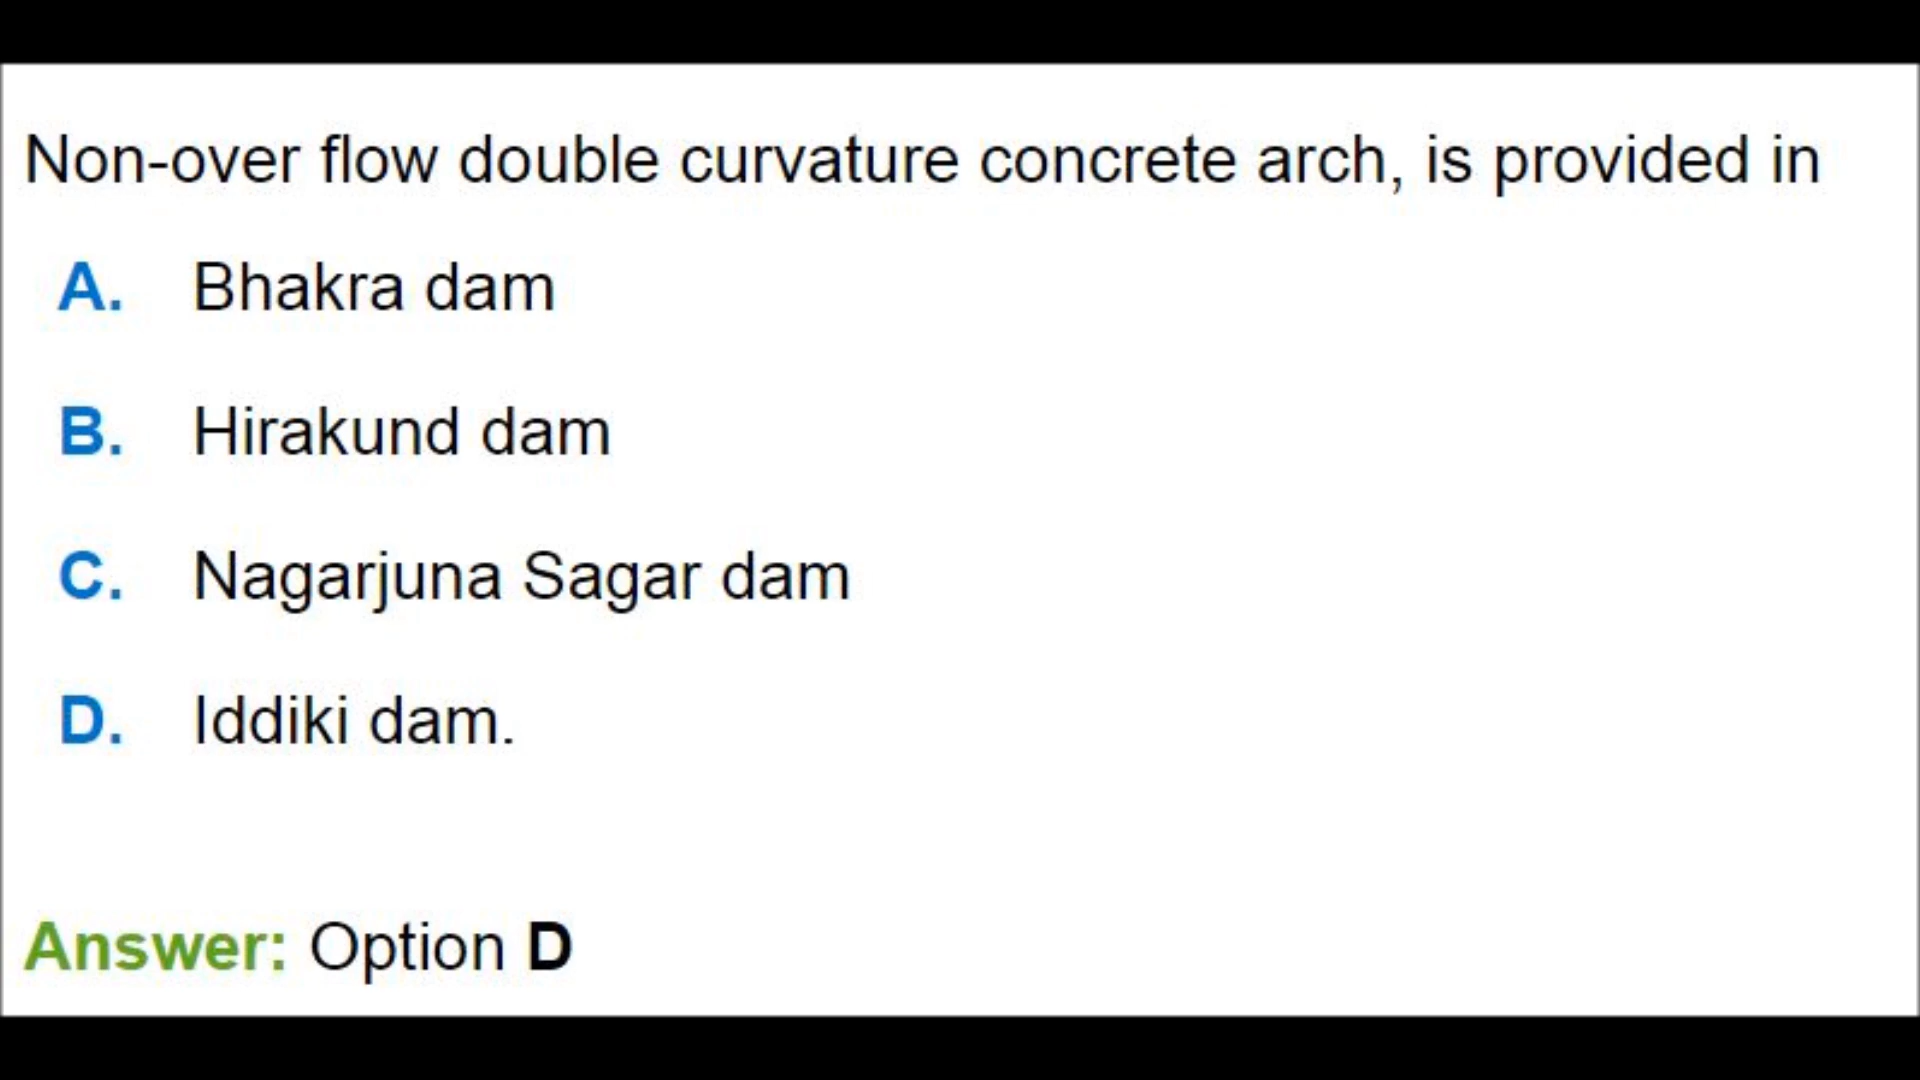 Non-over flow double curvature concrete arch, is provided in
A. Bhakra dam
B. Hirakund dam
C. Nagarjuna Sagar dam
D. Iddiki dam.
Answer: Option D